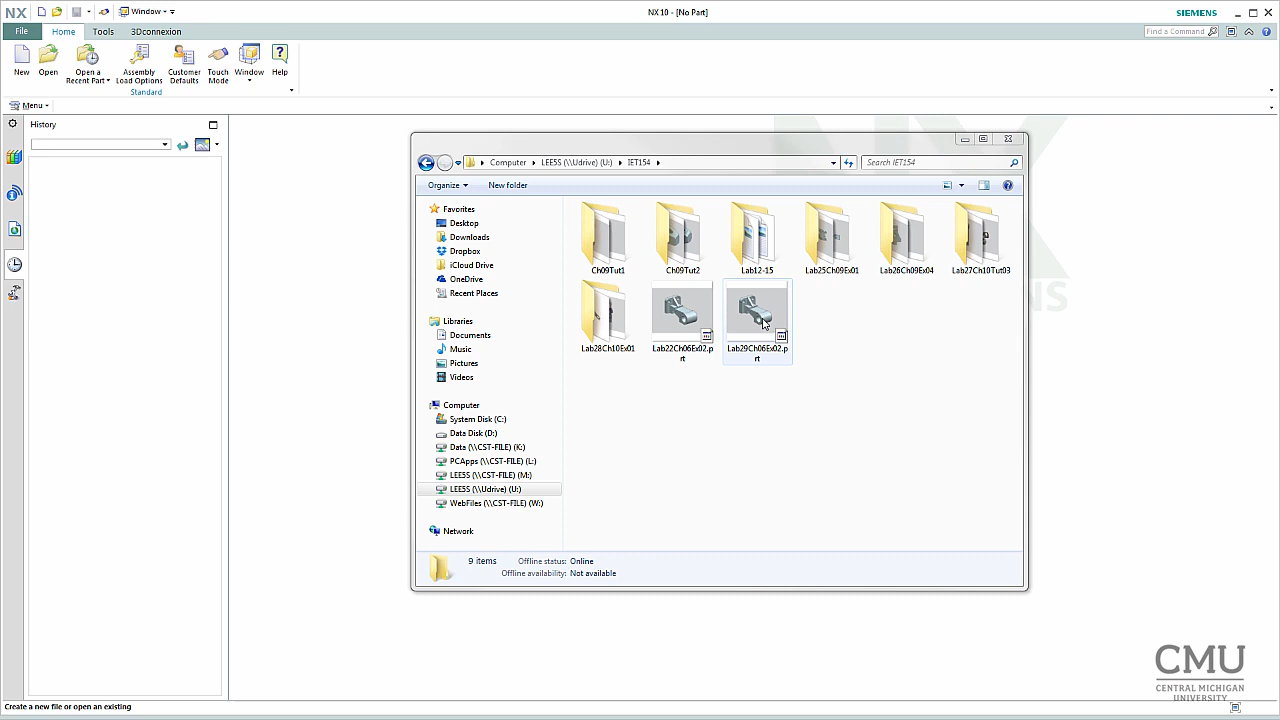 NX
Window
NX 10 - [No Part]
SIEMENS
File
Home
Tools
3Dconnexion
Find a Command
New
Open
Open a
Recent Part
Assembly
Load Options
Customer
Defaults
Touch
Mode
Window
Help
Standard
Menu
History
Computer
LEE5S (\\Udrive) (U:)
IET154
Search IET154
Organize
New folder
Favorites
Desktop
Downloads
Dropbox
iCloud Drive
OneDrive
Recent Places
Libraries
Documents
Music
Pictures
Videos
Computer
System Disk (C:)
Data Disk (D:)
Data (\\CST-FILE) (K:)
PCApps (\\CST-FILE) (L:)
LEE5S (\\CST-FILE) (M:)
LEE5S (\\Udrive) (U:)
WebFiles (\\CST-FILE) (W:)
Network
Ch09Tut1
Ch09Tut2
Lab12-15
Lab25Ch09Ex01
Lab26Ch09Ex04
Lab27Ch10Tut03
Lab28Ch10Ex01
Lab22Ch06Ex02.p
rt
Lab29Ch06Ex02.p
rt
9 items
Offline status: Online
Offline availability: Not available
CMU
CENTRAL MICHIGAN
UNIVERSITY
Create a new file or open an existing